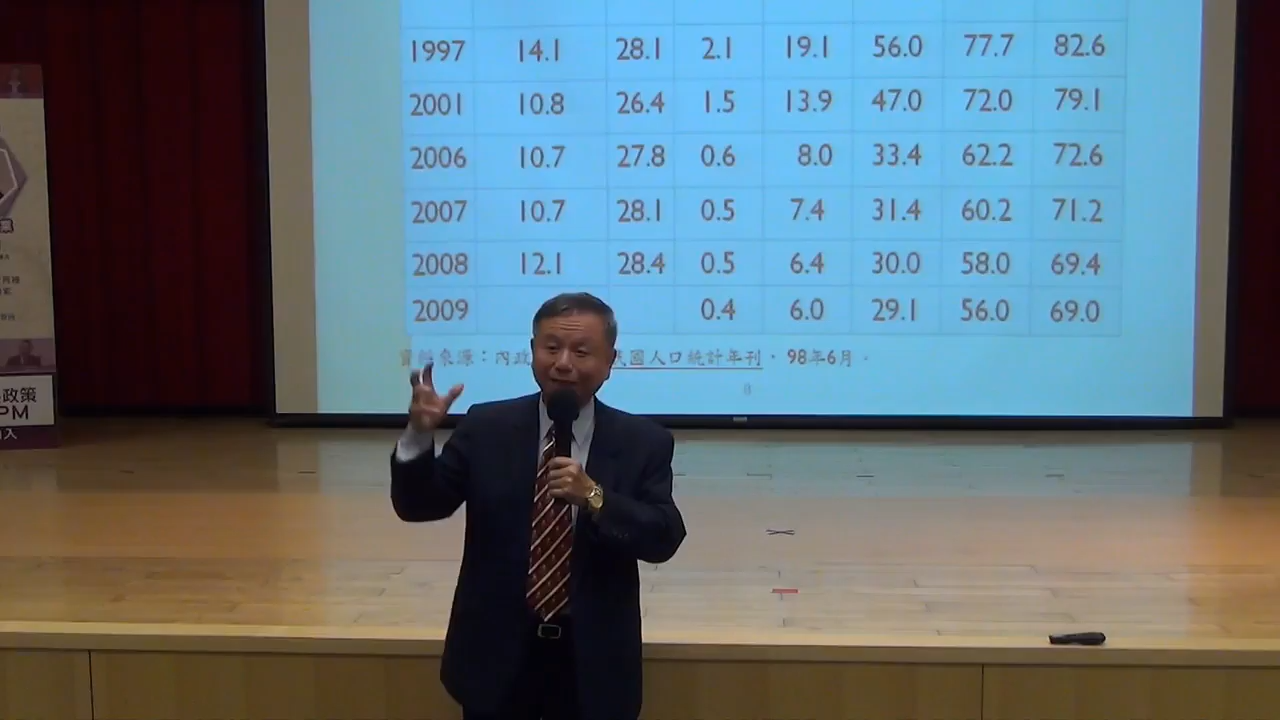 1997 14.1 28.1 2.1 19.1 56.0 77.7 82.6
2001 10.8 26.4 1.5 13.9 47.0 72.0 79.1
2006 10.7 27.8 0.6 8.0 33.4 62.2 72.6
2007 10.7 28.1 0.5 7.4 31.4 60.2 71.2
2008 12.1 28.4 0.5 6.4 30.0 58.0 69.4
2009 0.4 6.0 29.1 56.0 69.0
資料來源：內政 民國人口統計年刊，98年6月。
8
業
政策
PM
入